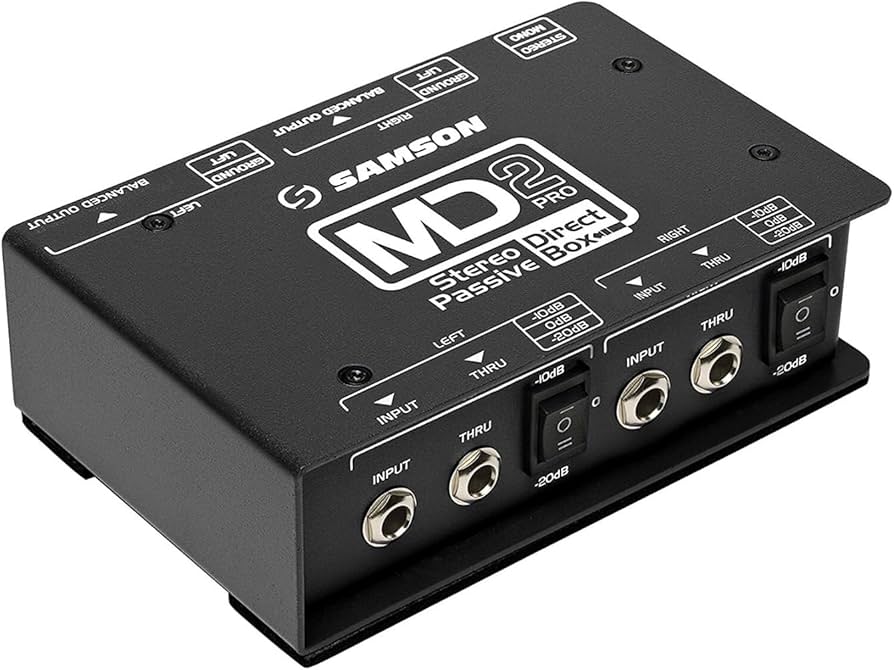 STEREO
MONO
GROUND
LIFT
BALANCED OUTPUT
RIGHT
GROUND
LIFT
BALANCED OUTPUT
LEFT
SAMSON
MD2
PRO
Stereo
Passive
Direct
Box
LEFT
INPUT
THRU
-10dB
0dB
-20dB
RIGHT
INPUT
THRU
-10dB
0dB
-20dB
INPUT
THRU
-10dB
0
-20dB
INPUT
THRU
-10dB
0
-20dB